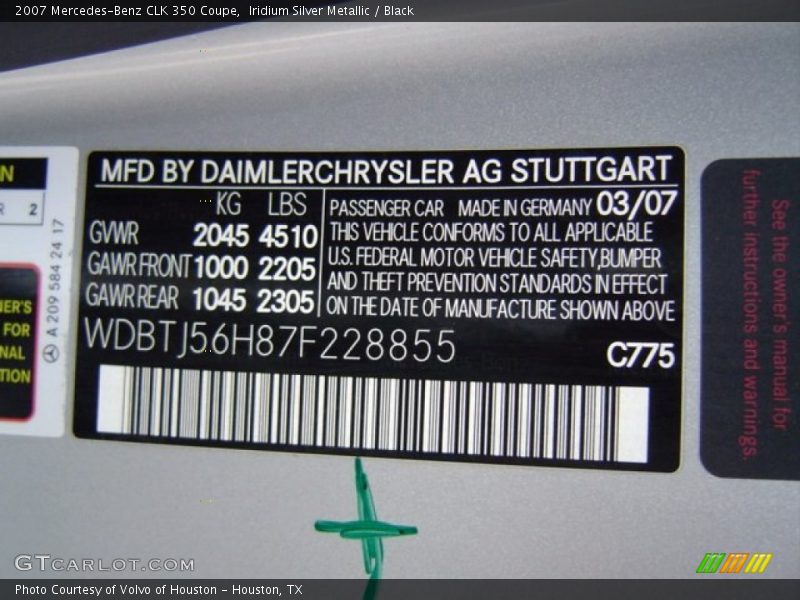 2007 Mercedes-Benz CLK 350 Coupe,  Iridium Silver Metallic / Black
N
R 2
A 209 584 24 17
NER'S
FOR
NAL
TION
MFD BY DAIMLERCHRYSLER AG STUTTGART
KG LBS
GVWR 2045 4510
GAWR FRONT 1000 2205
GAWR REAR 1045 2305
PASSENGER CAR MADE IN GERMANY 03/07
THIS VEHICLE CONFORMS TO ALL APPLICABLE
U.S. FEDERAL MOTOR VEHICLE SAFETY,BUMPER
AND THEFT PREVENTION STANDARDS IN EFFECT
ON THE DATE OF MANUFACTURE SHOWN ABOVE
WDBTJ56H87F228855
C775
See the owner's manual for
further instructions and warnings.
GTCARLOT.COM
Photo Courtesy of Volvo of Houston - Houston, TX